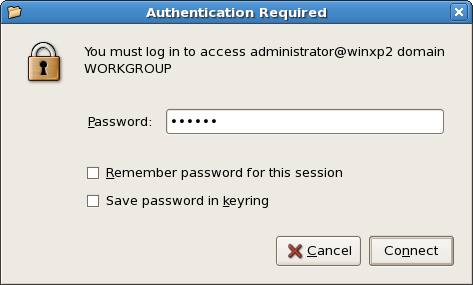 Authentication Required
You must log in to access administrator@winxp2 domain
WORKGROUP
Password: ••••••
Remember password for this session
Save password in keyring
Cancel Connect